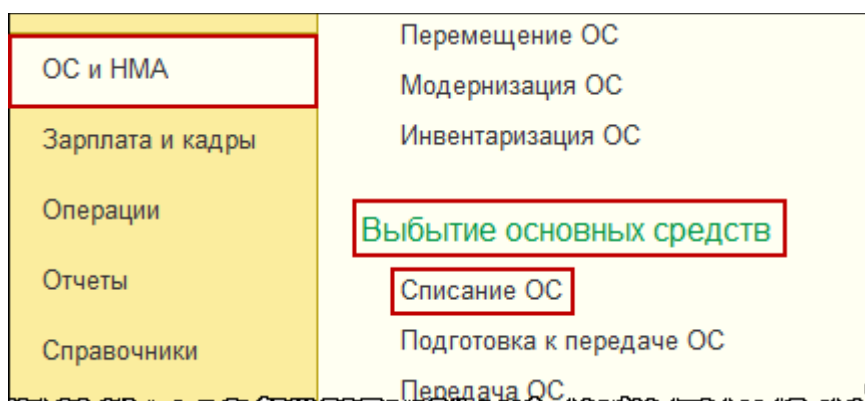 ОС и НМА
Зарплата и кадры
Операции
Отчеты
Справочники
Перемещение ОС
Модернизация ОС
Инвентаризация ОС
Выбытие основных средств
Списание ОС
Подготовка к передаче ОС
Передача ОС